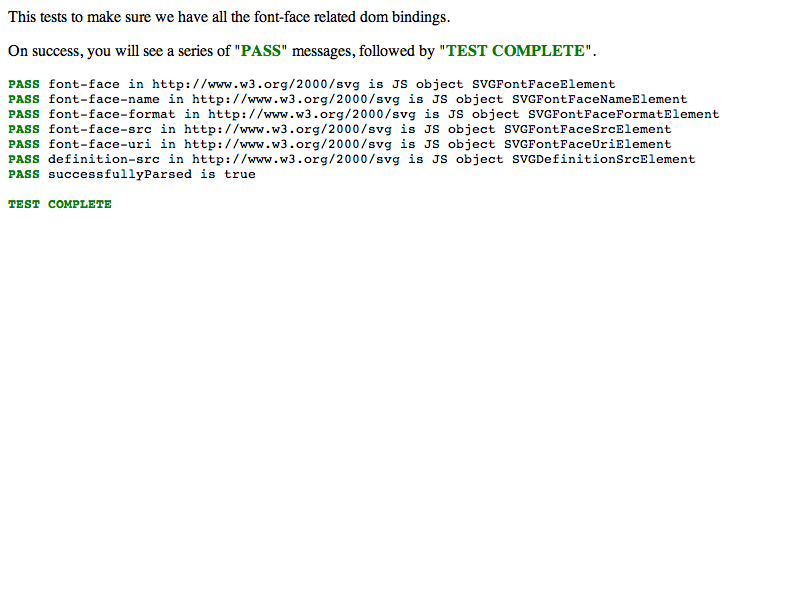 This tests to make sure we have all the font-face related dom bindings.
On success, you will see a series of "PASS" messages, followed by "TEST COMPLETE".
PASS font-face in http://www.w3.org/2000/svg is JS object SVGFontFaceElement
PASS font-face-name in http://www.w3.org/2000/svg is JS object SVGFontFaceNameElement
PASS font-face-format in http://www.w3.org/2000/svg is JS object SVGFontFaceFormatElement
PASS font-face-src in http://www.w3.org/2000/svg is JS object SVGFontFaceSrcElement
PASS font-face-uri in http://www.w3.org/2000/svg is JS object SVGFontFaceUriElement
PASS definition-src in http://www.w3.org/2000/svg is JS object SVGDefinitionSrcElement
PASS successfullyParsed is true
TEST COMPLETE